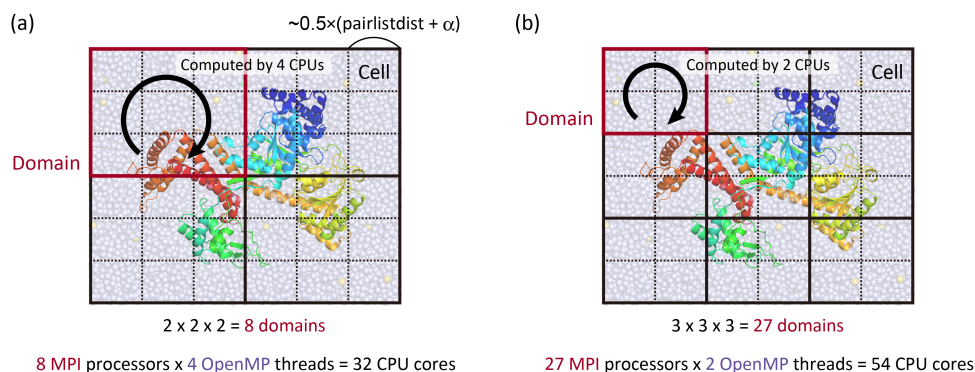 (a)
~0.5×(pairlistdist + α)
Computed by 4 CPUs
Cell
Domain
2 x 2 x 2 = 8 domains
8 MPI processors x 4 OpenMP threads = 32 CPU cores
(b)
Computed by 2 CPUs
Cell
Domain
3 x 3 x 3 = 27 domains
27 MPI processors x 2 OpenMP threads = 54 CPU cores